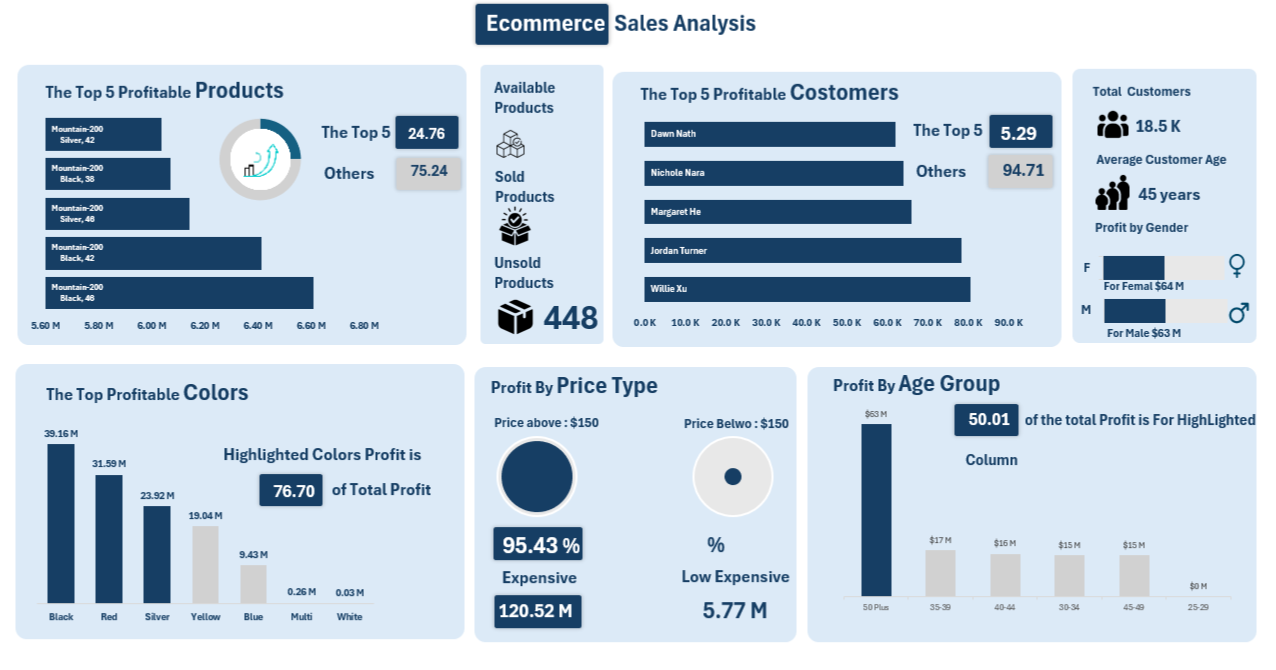 Ecommerce Sales Analysis
The Top 5 Profitable Products
Mountain-200
Silver, 42
Mountain-200
Black, 38
Mountain-200
Silver, 46
Mountain-200
Black, 42
Mountain-200
Black, 46
5.60 M 5.80 M 6.00 M 6.20 M 6.40 M 6.60 M 6.80 M
The Top 5 24.76
Others 75.24
Available
Products
Sold
Products
Unsold
Products
448
The Top 5 Profitable Costomers
Dawn Nath
Nichole Nara
Margaret He
Jordan Turner
Willie Xu
0.0 K 10.0 K 20.0 K 30.0 K 40.0 K 50.0 K 60.0 K 70.0 K 80.0 K 90.0 K
The Top 5 5.29
Others 94.71
Total Customers
18.5 K
Average Customer Age
45 years
Profit by Gender
F
For Femal $64 M
M
For Male $63 M
The Top Profitable Colors
39.16 M
31.59 M
23.92 M
19.04 M
9.43 M
0.26 M
0.03 M
Black Red Silver Yellow Blue Multi White
Highlighted Colors Profit is
76.70 of Total Profit
Profit By Price Type
Price above : $150
95.43 %
Expensive
120.52 M
Price Belwo : $150
%
Low Expensive
5.77 M
Profit By Age Group
50.01 of the total Profit is For HighLighted
Column
$63 M
$17 M
$16 M
$15 M
$15 M
$0 M
50 Plus 35-39 40-44 30-34 45-49 25-29